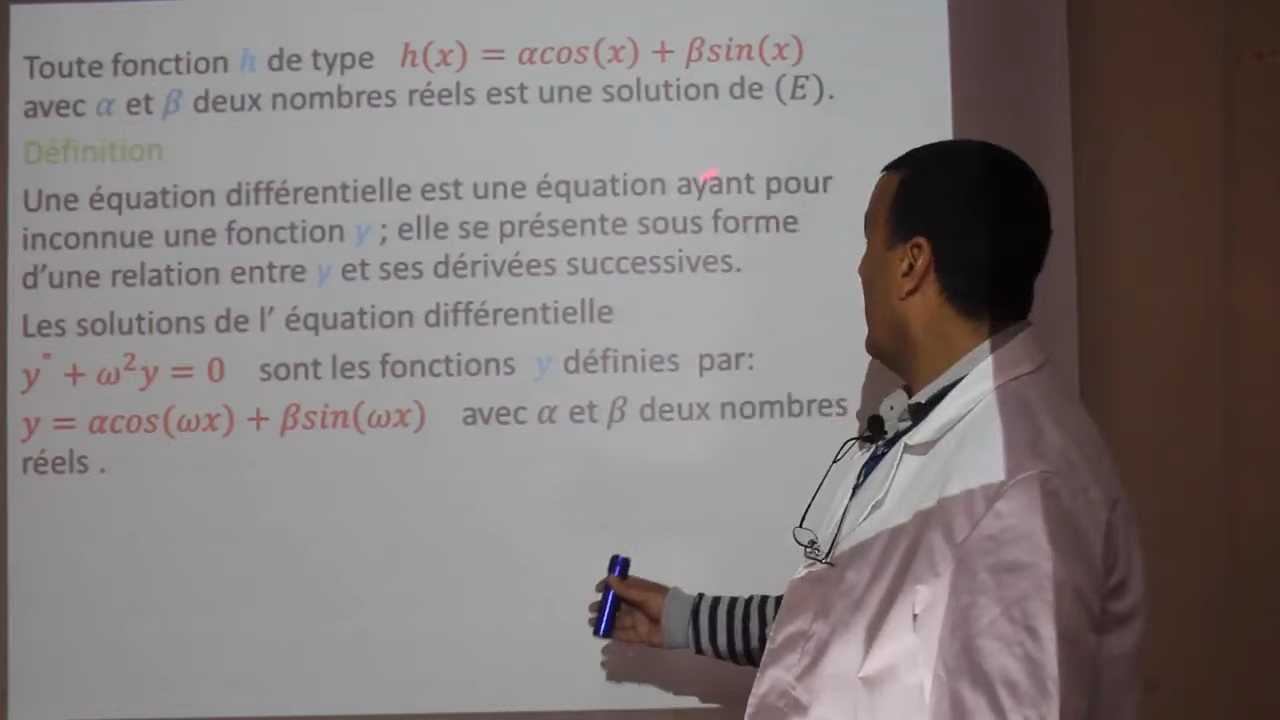 Toute fonction h de type h(x) = αcos(x) + βsin(x)
avec α et β deux nombres réels est une solution de (E).
Définition
Une équation différentielle est une équation ayant pour
inconnue une fonction y ; elle se présente sous forme
d'une relation entre y et ses dérivées successives.
Les solutions de l' équation différentielle
y" + ω²y = 0 sont les fonctions y définies par:
y = αcos(ωx) + βsin(ωx) avec α et β deux nombres
réels .